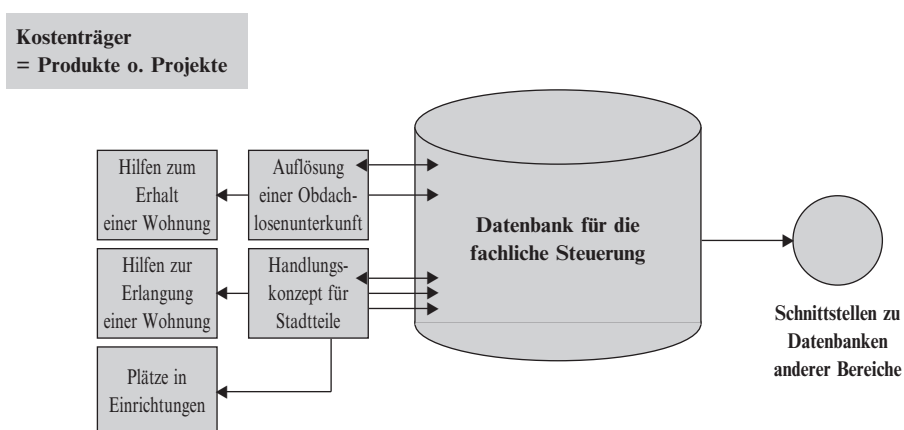 Kostenträger
= Produkte o. Projekte
Hilfen zum
Erhalt
einer Wohnung
Auflösung
einer Obdach-
losenunterkunft
Hilfen zur
Erlangung
einer Wohnung
Handlungs-
konzept für
Stadtteile
Plätze in
Einrichtungen
Datenbank für die
fachliche Steuerung
Schnittstellen zu
Datenbanken
anderer Bereiche